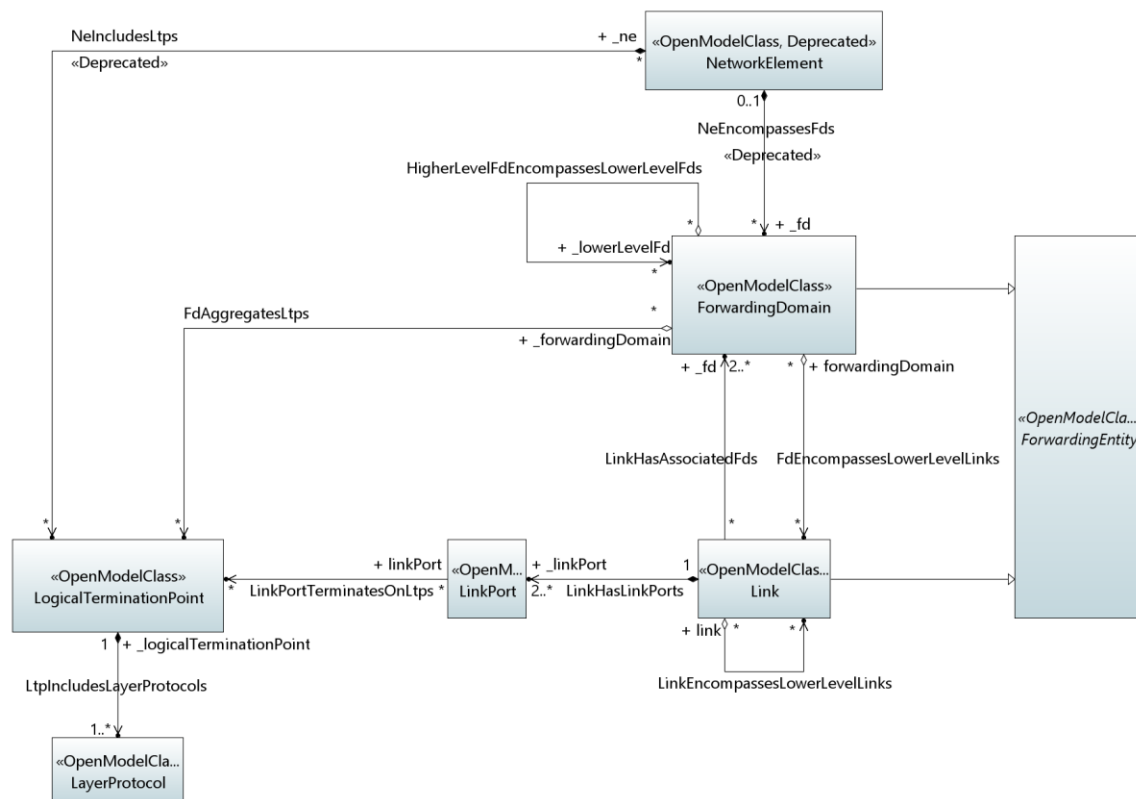 NeIncludesLtps
«Deprecated»
+ _ne
*
«OpenModelClass, Deprecated»
NetworkElement
0..1
NeEncompassesFds
«Deprecated»
HigherLevelFdEncompassesLowerLevelFds
*
* + _fd
+ _lowerLevelFd
*
«OpenModelClass»
ForwardingDomain
FdAggregatesLtps
*
+ _forwardingDomain
+ _fd 2..*
* + forwardingDomain
«OpenModelCla...
ForwardingEntity
LinkHasAssociatedFds
FdEncompassesLowerLevelLinks
*
*
*
*
«OpenModelClass»
LogicalTerminationPoint
+ linkPort
* LinkPortTerminatesOnLtps *
«OpenM...
LinkPort
+ _linkPort 1
2..* LinkHasLinkPorts
«OpenModelClas...
Link
+ link * *
LinkEncompassesLowerLevelLinks
1 + _logicalTerminationPoint
LtpIncludesLayerProtocols
1..*
«OpenModelCla...
LayerProtocol